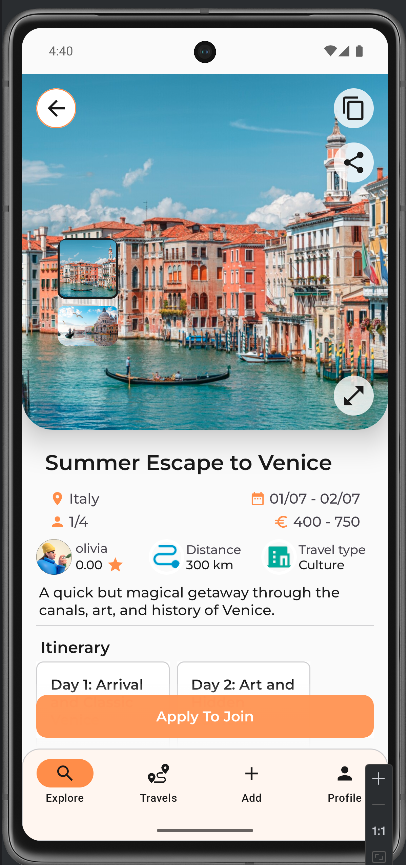 4:40
Summer Escape to Venice
Italy
01/07 - 02/07
1/4
€ 400 - 750
olivia
0.00
Distance
300 km
Travel type
Culture
A quick but magical getaway through the
canals, art, and history of Venice.
Itinerary
Day 1: Arrival
Day 2: Art and
Apply To Join
Explore
Travels
Add
Profile
1:1